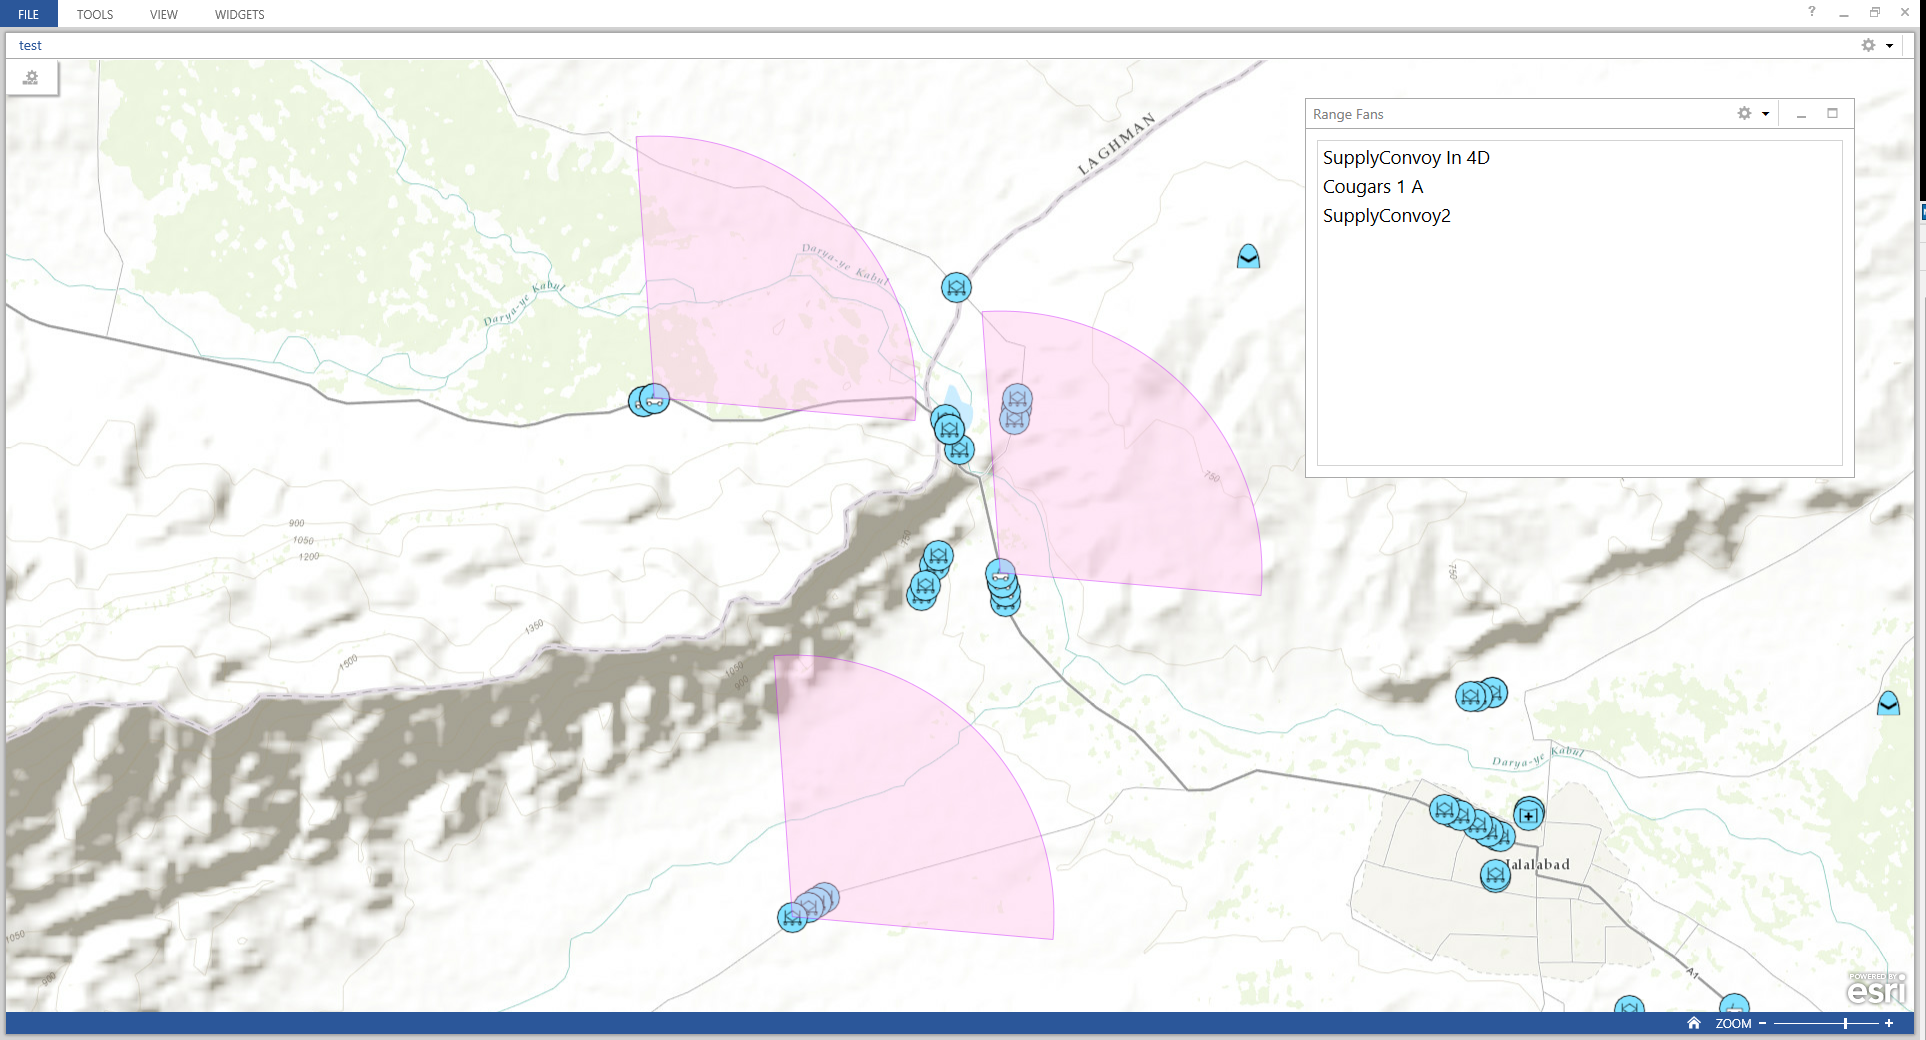 FILE TOOLS VIEW WIDGETS ?
test
Range Fans
SupplyConvoy In 4D
Cougars 1 A
SupplyConvoy2
LAGHMAN
Darya-ye Kabul
Darya-ye Kabul
750
900
1050
1200
750
750
1350
1500
1050
900
Darya-ye Kabul
Jalalabad
1050
900
A1
POWERED BY
esri
ZOOM